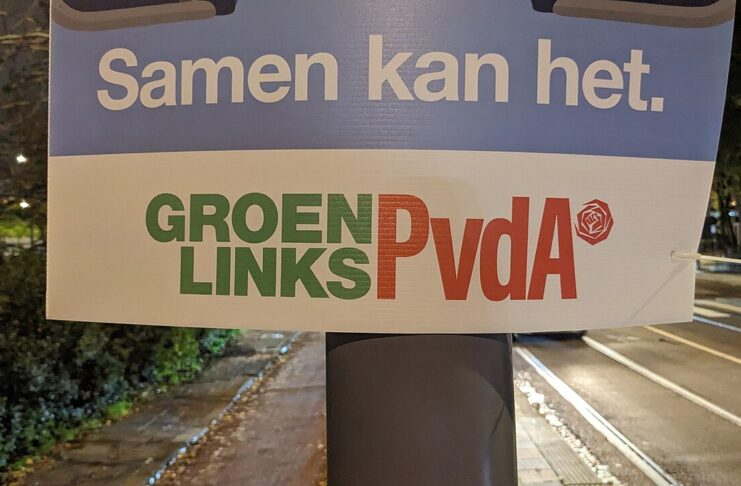 Samen kan het.
GROEN
LINKS
PvdA